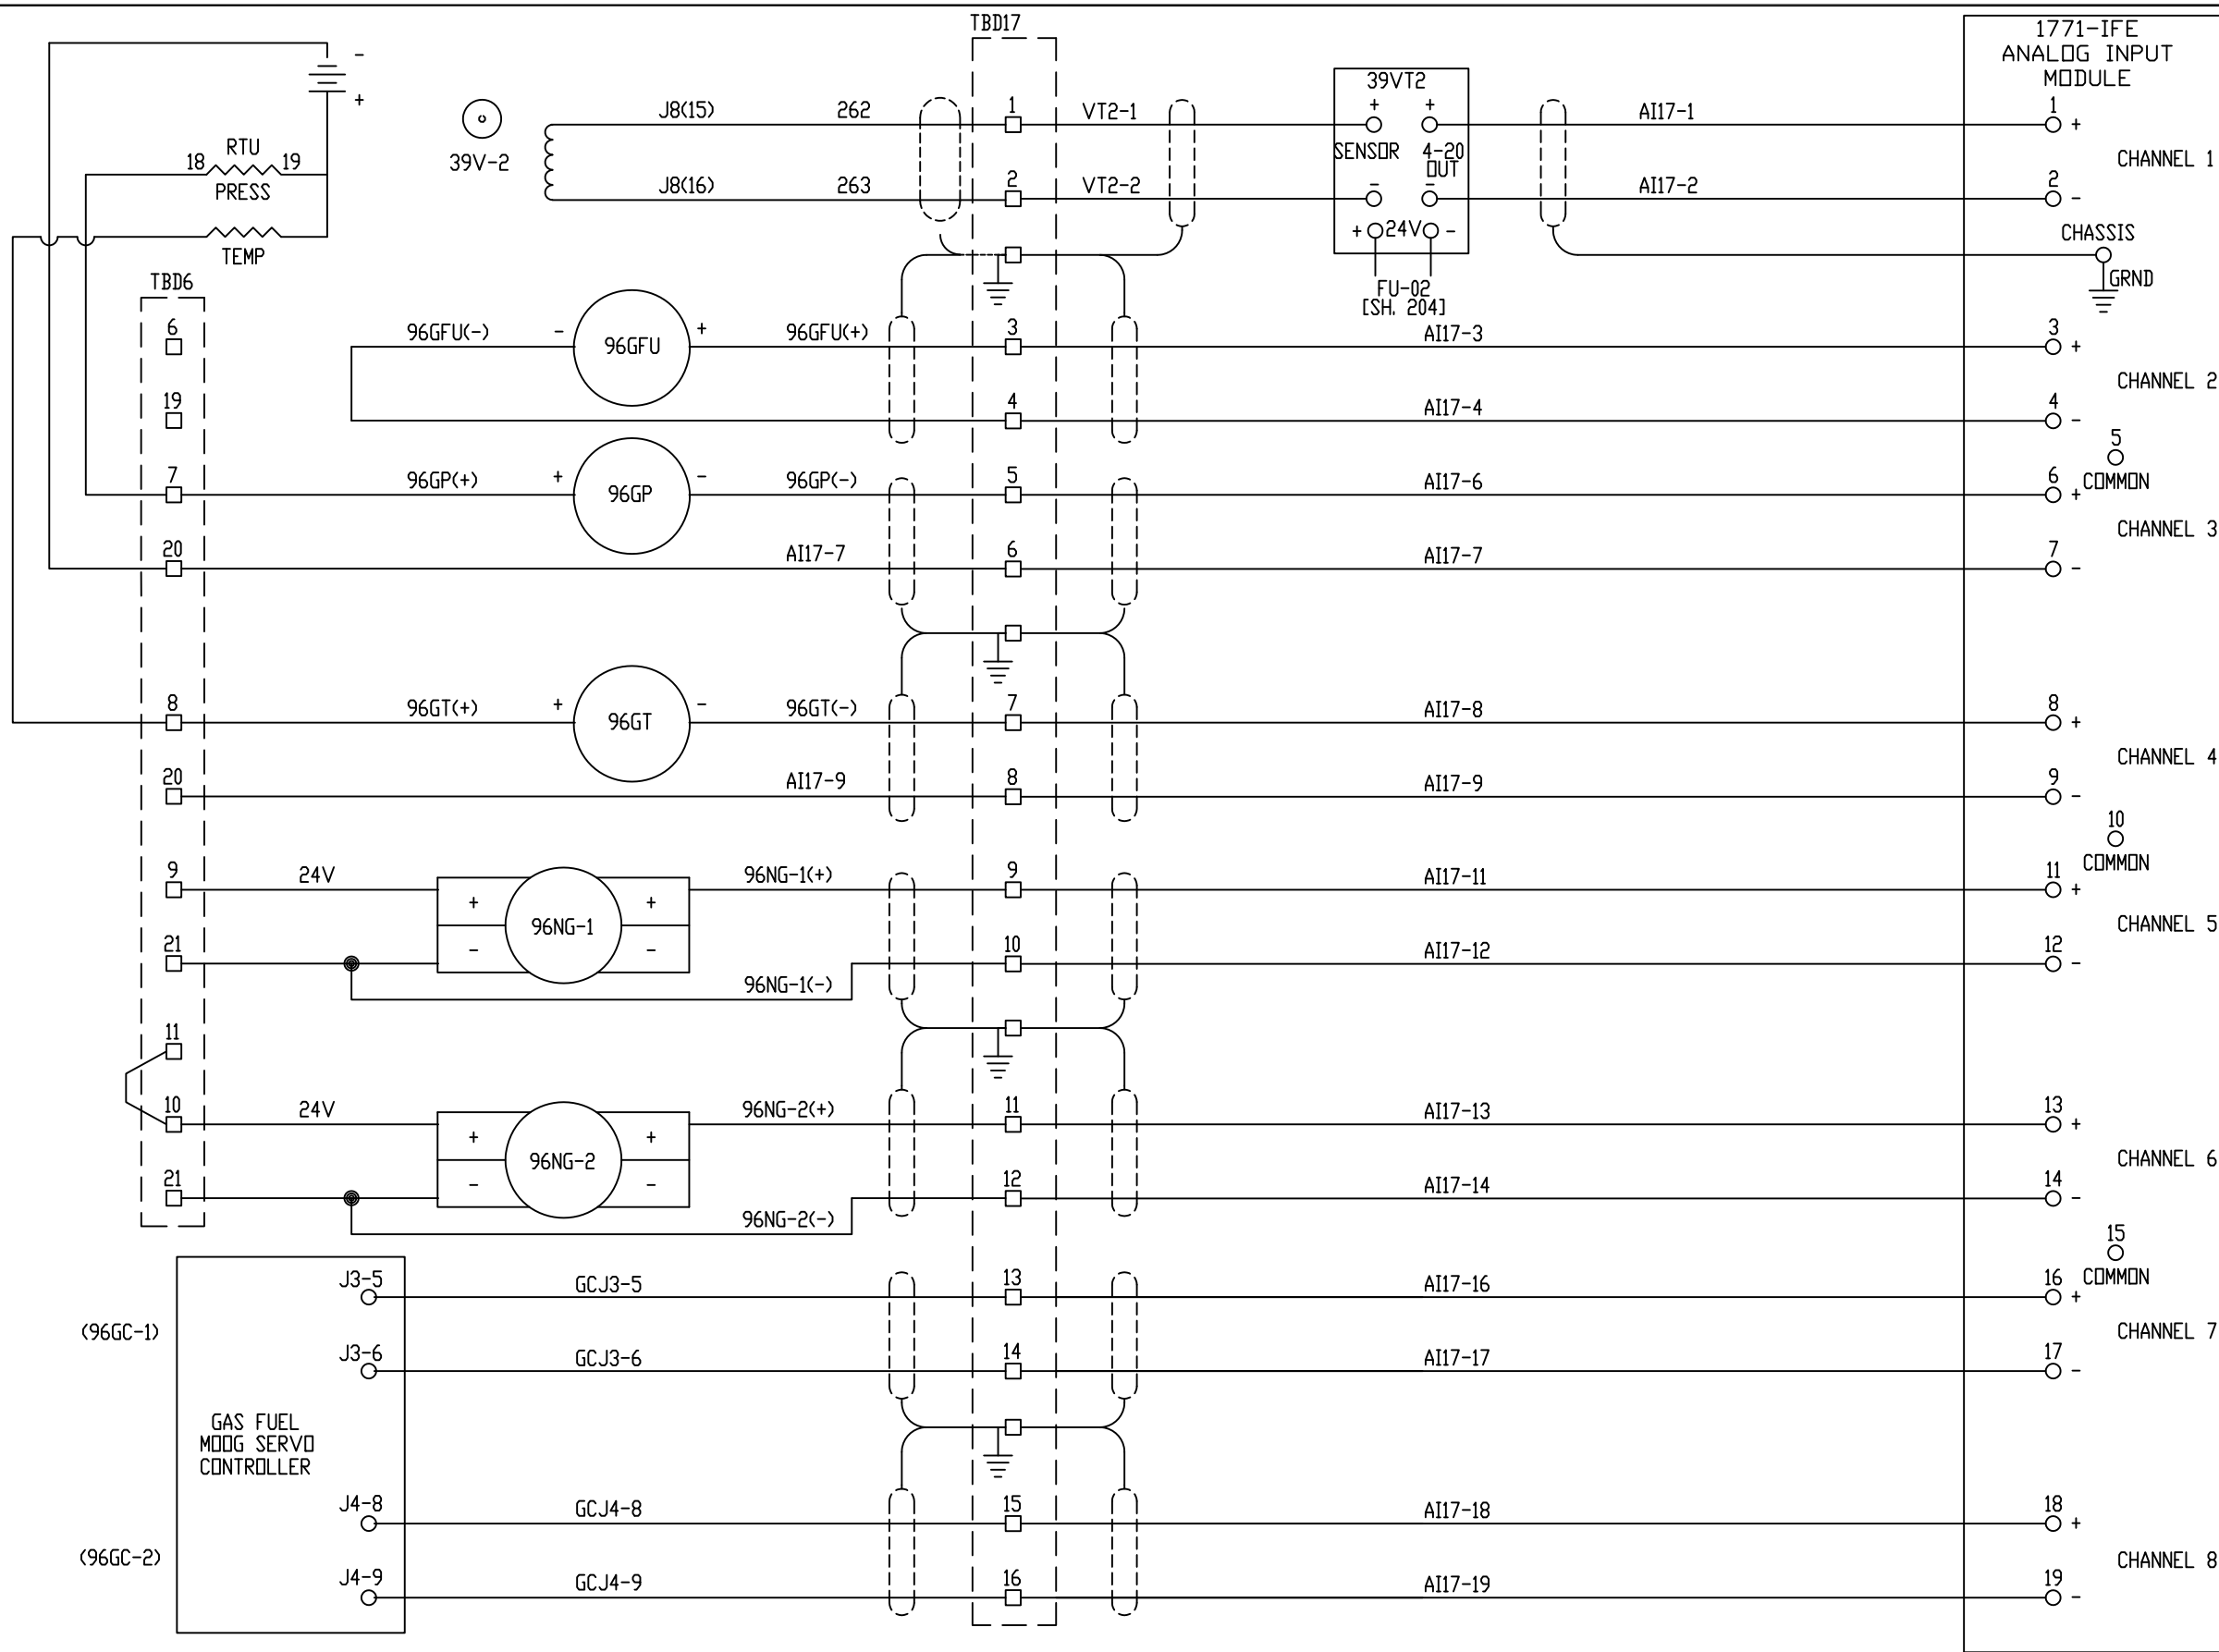 TBD17
1771-IFE
ANALOG INPUT
MODULE
-
+
39VT2
+ +
SENSOR 4-20
OUT
- -
+ 24V -
FU-02
[SH. 204]
39V-2
J8(15) 262 1 VT2-1 AI17-1 1 +
CHANNEL 1
J8(16) 263 2 VT2-2 AI17-2 2 -
CHASSIS
GRND
RTU
18 19
PRESS
TEMP
TBD6
6 96GFU(-) - 96GFU + 96GFU(+) 3 AI17-3 3 +
CHANNEL 2
19 4 AI17-4 4 -
5
COMMON
7 96GP(+) + 96GP - 96GP(-) 5 AI17-6 6 +
CHANNEL 3
20 AI17-7 6 AI17-7 7 -
8 96GT(+) + 96GT - 96GT(-) 7 AI17-8 8 +
CHANNEL 4
20 AI17-9 8 AI17-9 9 -
10
COMMON
9 24V + + 96NG-1(+) 9 AI17-11 11 +
96NG-1
CHANNEL 5
21 - - 10 AI17-12 12 -
96NG-1(-)
11
10 24V + + 96NG-2(+) 11 AI17-13 13 +
96NG-2
CHANNEL 6
21 - - 12 AI17-14 14 -
96NG-2(-)
15
COMMON
J3-5 GCJ3-5 13 AI17-16 16 +
(96GC-1)
CHANNEL 7
J3-6 GCJ3-6 14 AI17-17 17 -
GAS FUEL
MOOG SERVO
CONTROLLER
J4-8 GCJ4-8 15 AI17-18 18 +
(96GC-2)
CHANNEL 8
J4-9 GCJ4-9 16 AI17-19 19 -